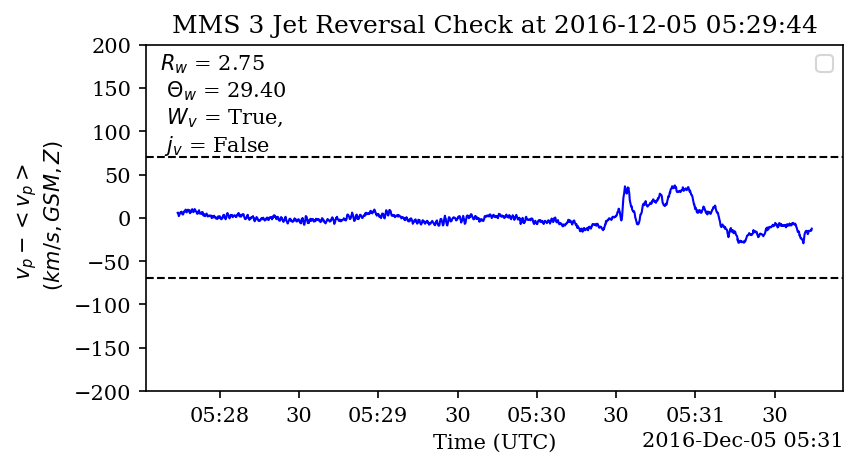 MMS 3 Jet Reversal Check at 2016-12-05 05:29:44
v_p − < v_p >
(km/s, GSM, Z)
200
150
100
50
0
−50
−100
−150
−200
R_w = 2.75
Θ_w = 29.40
W_v = True,
j_v = False
05:28 30 05:29 30 05:30 30 05:31 30
Time (UTC)
2016-Dec-05 05:31